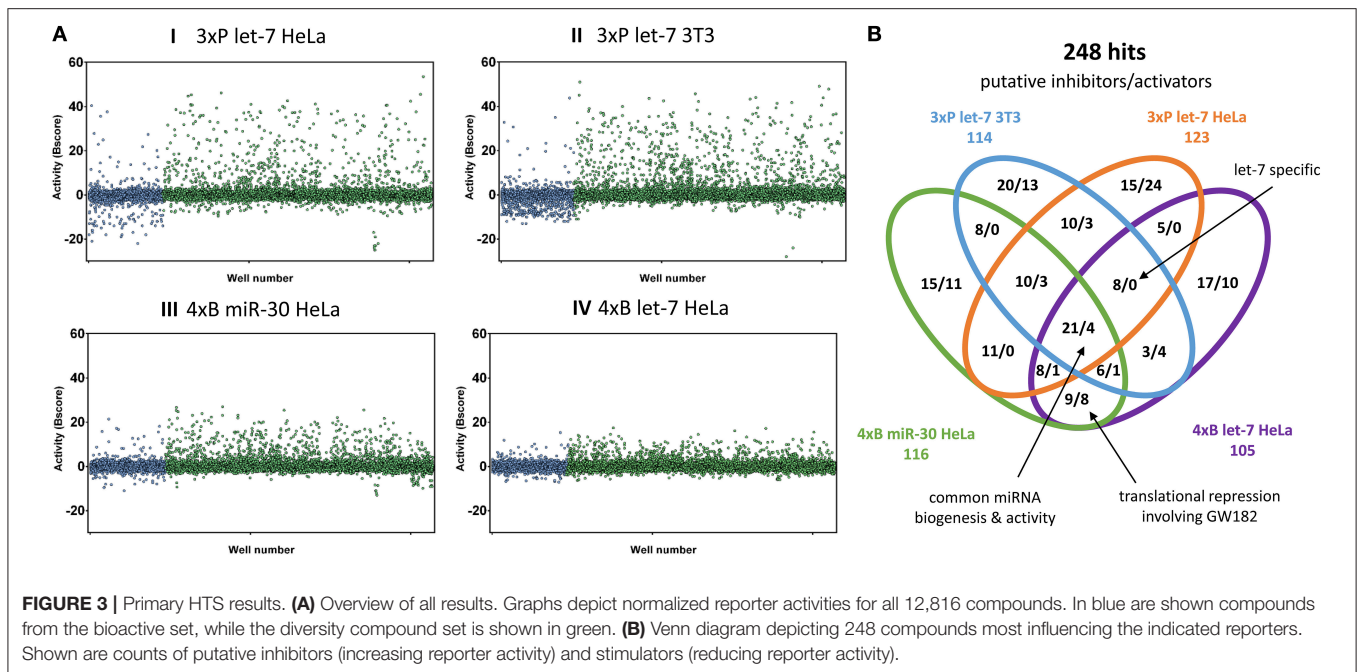 A
I 3xP let-7 HeLa
Activity (Bscore)
60
40
20
0
-20
Well number
II 3xP let-7 3T3
Activity (Bscore)
60
40
20
0
-20
Well number
III 4xB miR-30 HeLa
Activity (Bscore)
60
40
20
0
-20
Well number
IV 4xB let-7 HeLa
Activity (Bscore)
60
40
20
0
-20
Well number
B
248 hits
putative inhibitors/activators
3xP let-7 3T3
114
3xP let-7 HeLa
123
let-7 specific
20/13
15/24
8/0
10/3
5/0
15/11
10/3
8/0
17/10
21/4
11/0
8/1
6/1
3/4
9/8
4xB miR-30 HeLa
116
4xB let-7 HeLa
105
common miRNA
biogenesis & activity
translational repression
involving GW182
FIGURE 3 | Primary HTS results. (A) Overview of all results. Graphs depict normalized reporter activities for all 12,816 compounds. In blue are shown compounds
from the bioactive set, while the diversity compound set is shown in green. (B) Venn diagram depicting 248 compounds most influencing the indicated reporters.
Shown are counts of putative inhibitors (increasing reporter activity) and stimulators (reducing reporter activity).